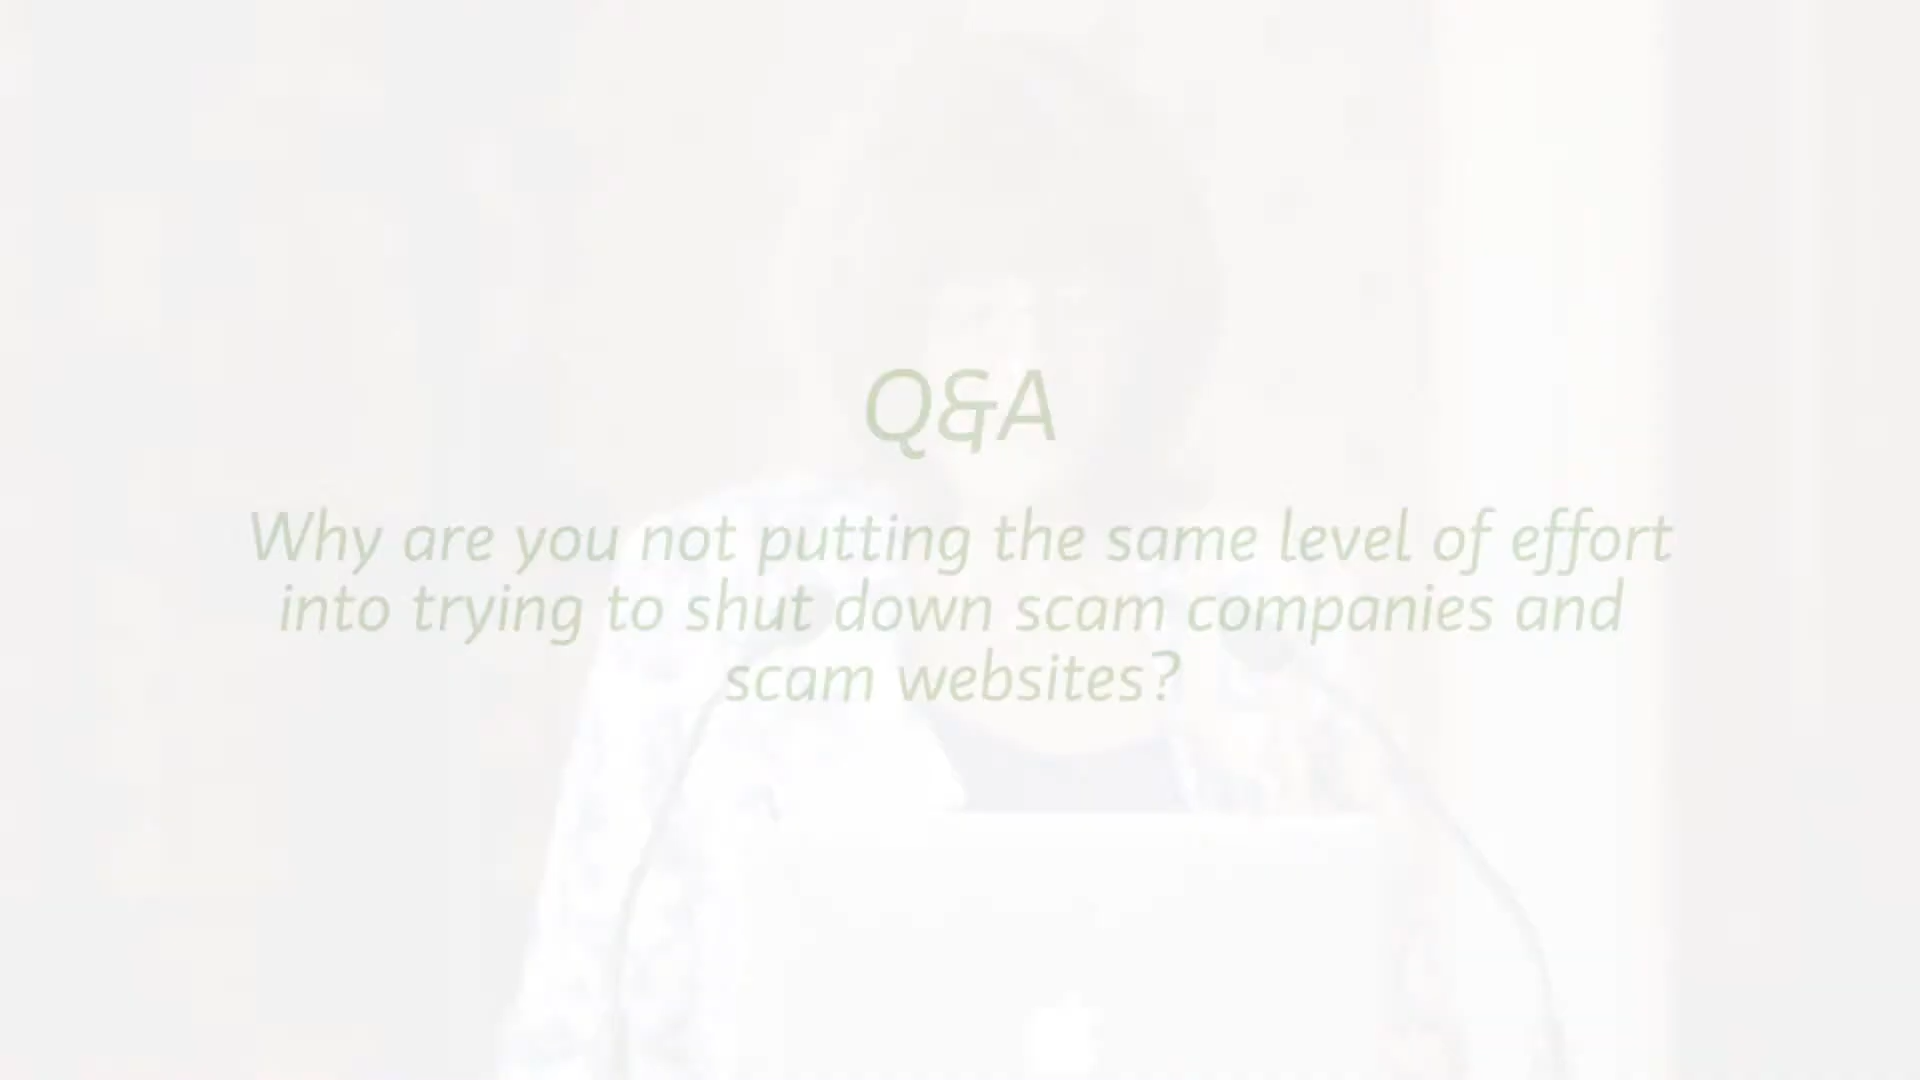 Q&A
Why are you not putting the same level of effort
into trying to shut down scam companies and
scam websites?